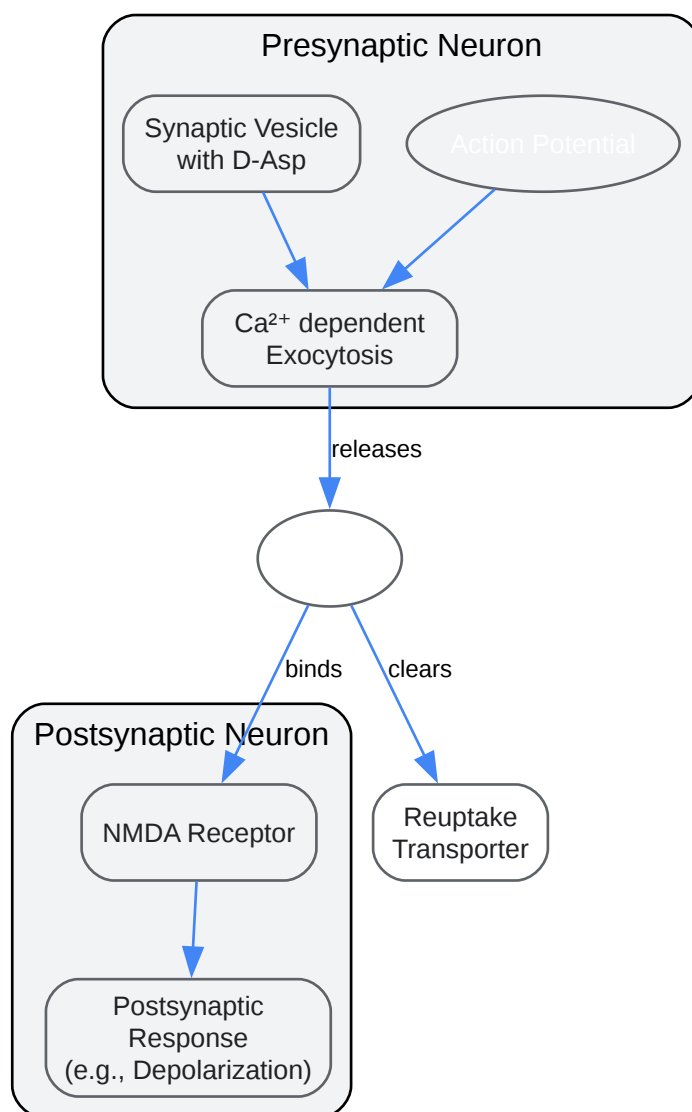 Presynaptic Neuron
Synaptic Vesicle
with D-Asp
Action Potential
Ca²⁺ dependent
Exocytosis
releases
binds
clears
Postsynaptic Neuron
NMDA Receptor
Reuptake
Transporter
Postsynaptic
Response
(e.g., Depolarization)